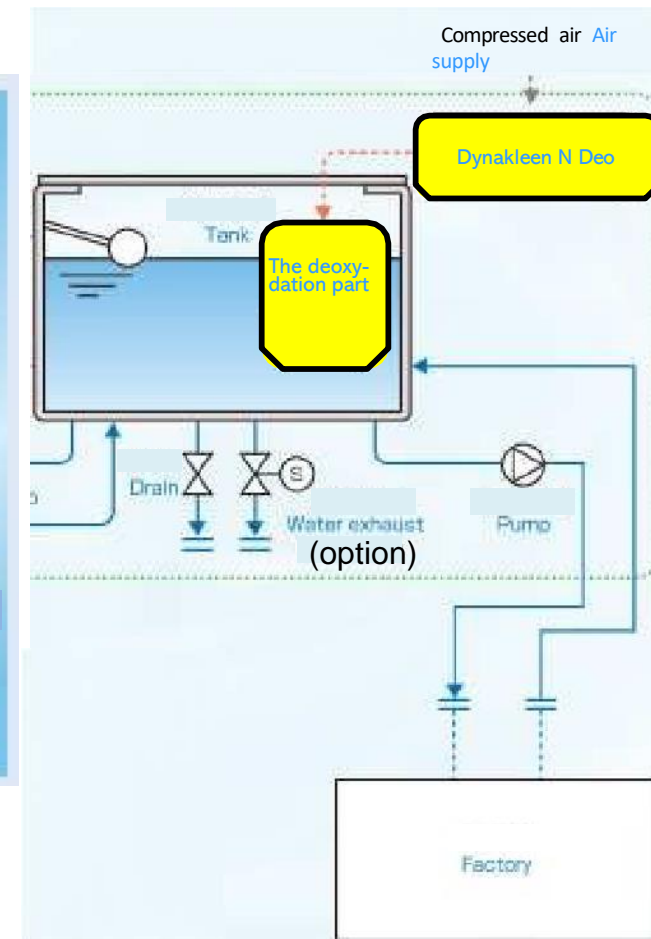 Compressed air Air
supply
Dynakleen N Deo
Tank
The deoxy-
dation part
Drain
S
Water exhaust
(option)
Pump
Factory